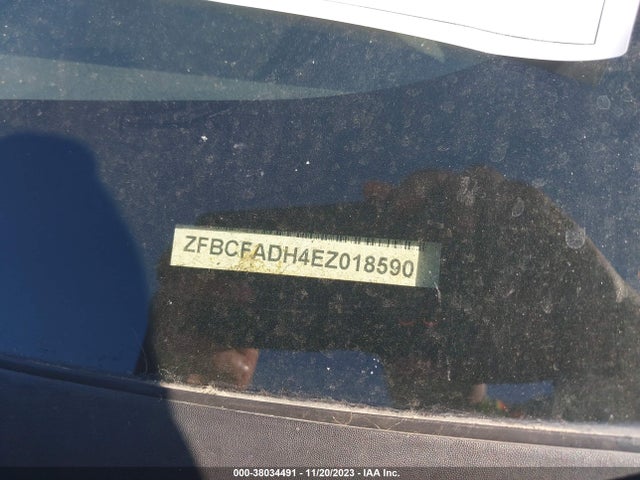 ZFBCFADH4EZ018590
000-38034491 - 11/20/2023 - IAA Inc.